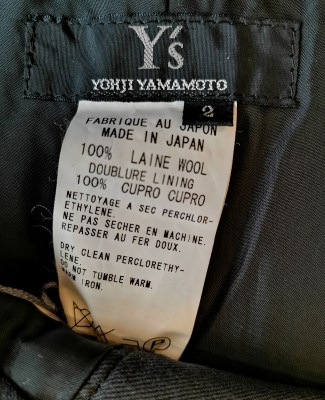 Y's
YOHJI YAMAMOTO
2
FABRIQUE AU JAPON
MADE IN JAPAN
100% LAINE WOOL
DOUBLURE LINING
100% CUPRO CUPRO
NETTOYAGE A SEC PERCHLOR-
ETHYLENE.
NE PAS SECHER EN MACHINE.
REPASSER AU FER DOUX.
DRY CLEAN PERCLORETHY-
LENE.
DO NOT TUMBLE WARM.
WARM IRON.
P